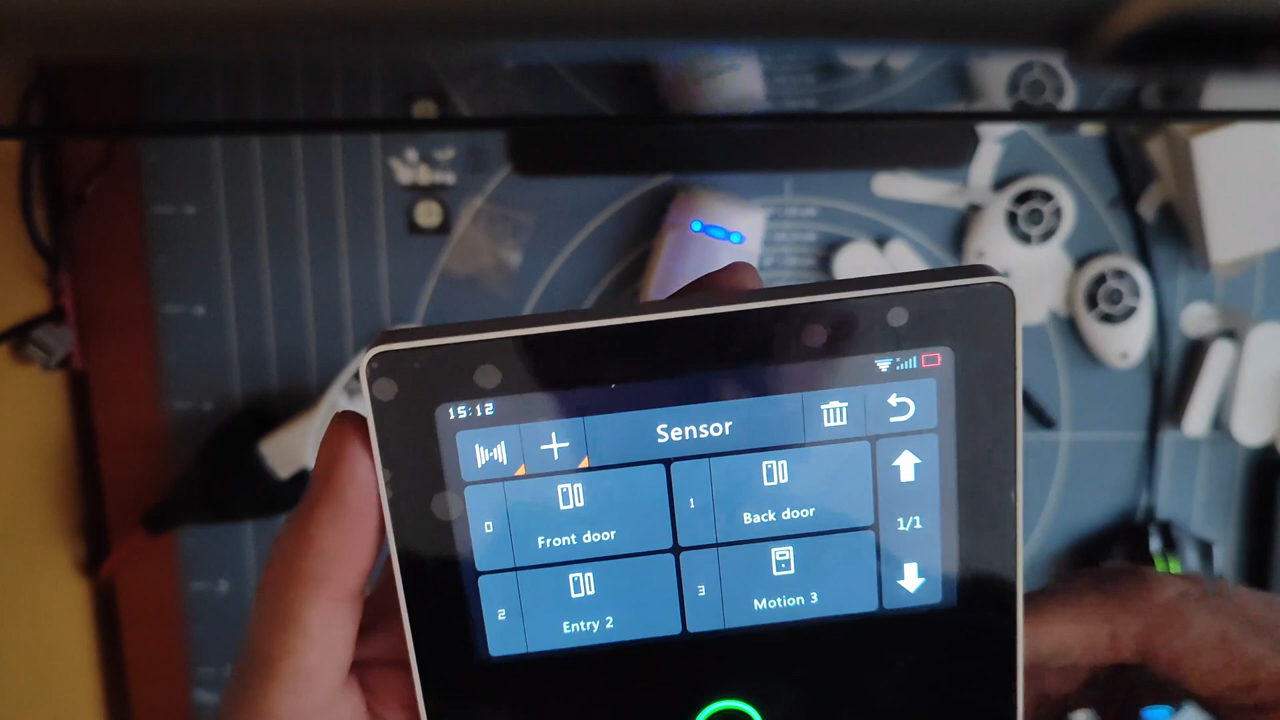 15:12
Sensor
0
Front door
1
Back door
1/1
2
Entry 2
3
Motion 3